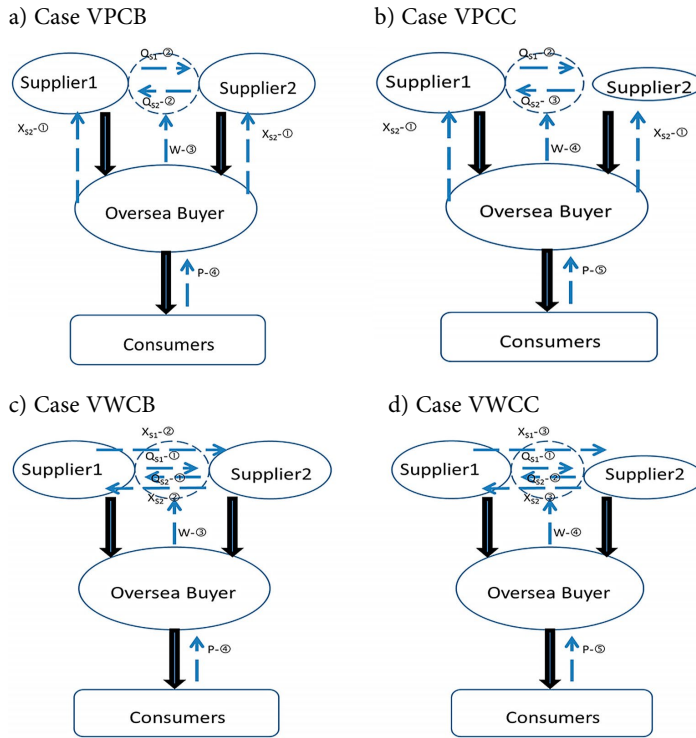 a) Case VPCB
Q_S1-②
Supplier1
Supplier2
Q_S2-②
X_S2-①
W-③
X_S2-①
Oversea Buyer
P-④
Consumers
b) Case VPCC
Q_S1-②
Supplier1
Supplier2
Q_S2-③
X_S2-①
W-④
X_S2-①
Oversea Buyer
P-⑤
Consumers
c) Case VWCB
X_S1-②
Q_S1-①
Supplier1
Supplier2
Q_S2-①
X_S2-②
W-③
Oversea Buyer
P-④
Consumers
d) Case VWCC
X_S1-③
Q_S1-①
Supplier1
Supplier2
X_S2-②
W-④
Oversea Buyer
P-⑤
Consumers